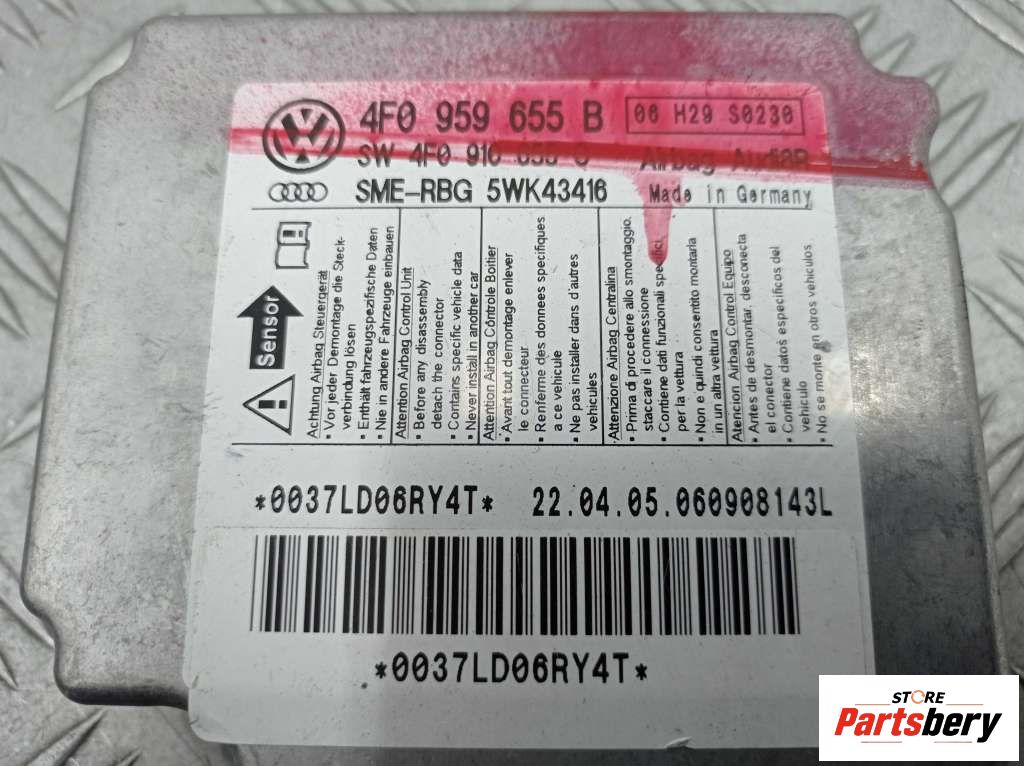 4F0 959 655 B
06 H29 S0230
SW 4F0 910 655 C
Airbag Audi8R
SME-RBG 5WK43416
Made in Germany
Sensor
Achtung Airbag Steuergerät
• Vor jeder Demontage die Steck-
verbindung lösen
• Enthält fahrzeugspezifische Daten
• Nie in andere Fahrzeuge einbauen
Attention Airbag Control Unit
• Before any disassembly
detach the connector
• Contains specific vehicle data
• Never install in another car
Attention Airbag Contrôle Boitier
• Avant tout demontage enlever
le connecteur
• Renferme des donnees specifiques
a ce vehicule
• Ne pas installer dans d'autres
vehicules
Attenzione Airbag Centralina
• Prima di procedere allo smontaggio,
staccare il connessione
• Contiene dati funzionali specifici
per la vettura
• Non e quindi consentito montarla
in un altra vettura
Atencion Airbag Control Equipo
• Antes de desmontar, desconecta
el conector
• Contiene datos especificos del
vehiculo
• No se monte en otros vehiculos
*0037LD06RY4T*
22.04.05.060908143L
*0037LD06RY4T*
STORE
Partsbery